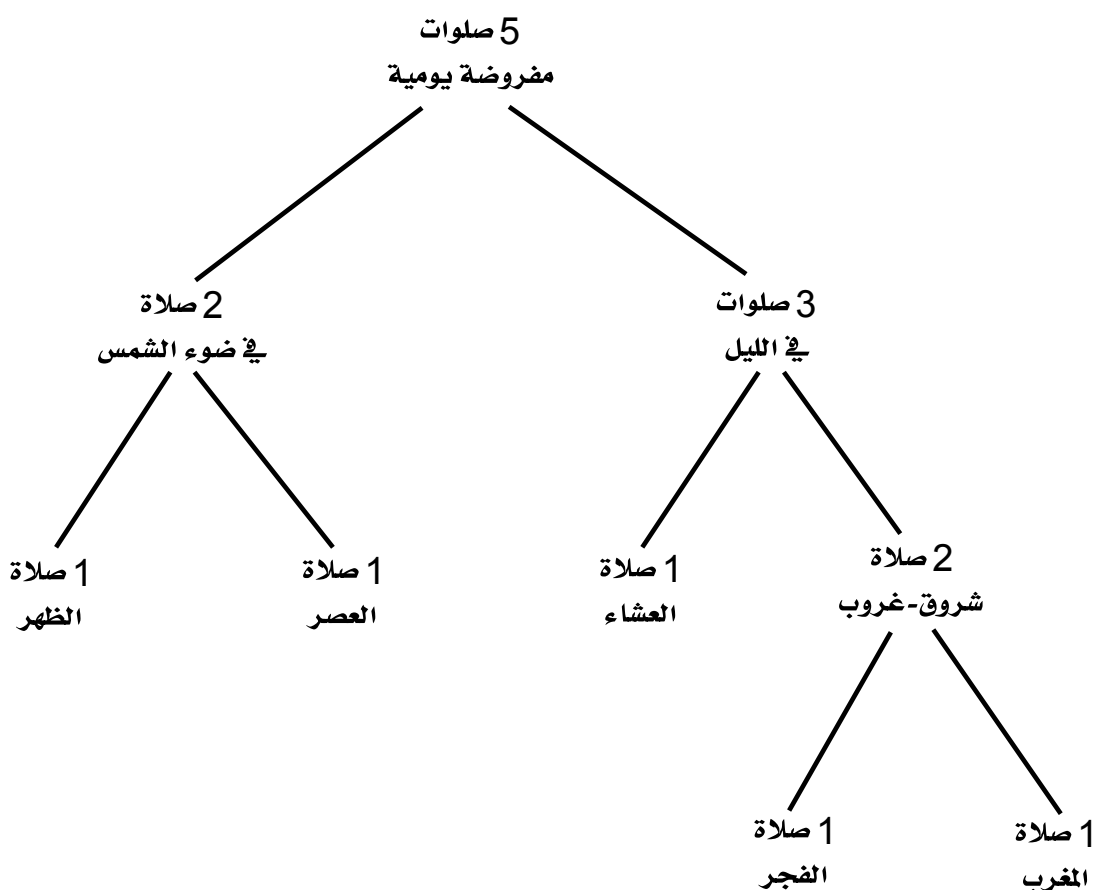 5 صلوات
مفروضة يومية
3 صلوات
في الليل
2 صلاة
في ضوء الشمس
2 صلاة
شروق-غروب
1 صلاة
العشاء
1 صلاة
العصر
1 صلاة
الظهر
1 صلاة
المغرب
1 صلاة
الفجر